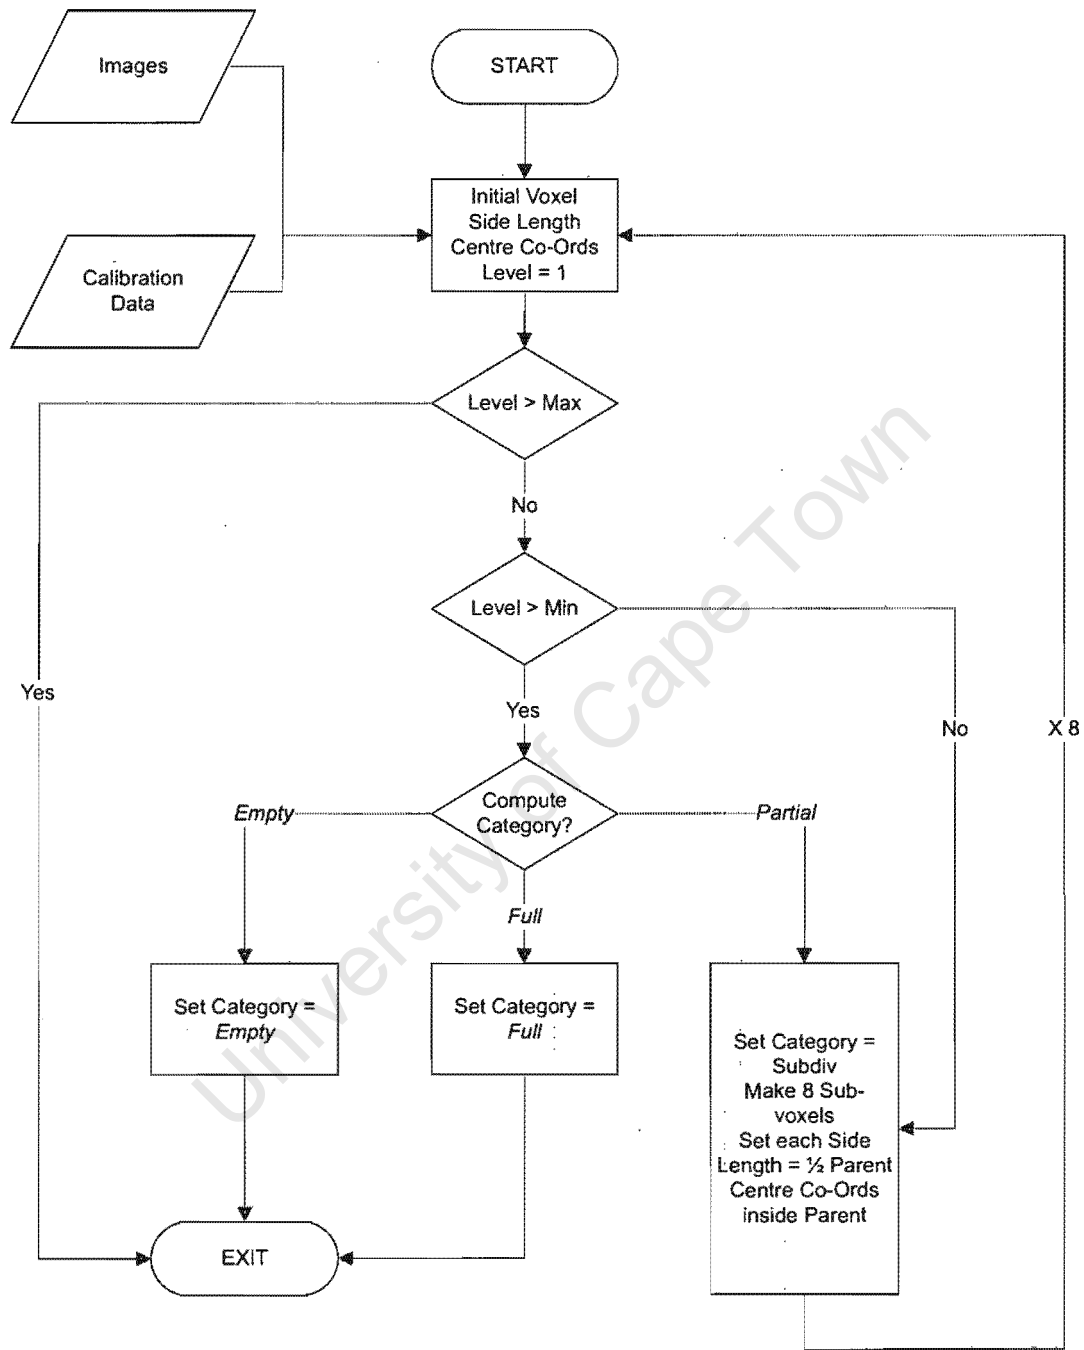 Images
START
Initial Voxel
Side Length
Centre Co-Ords
Level = 1
Calibration
Data
Level > Max
No
Level > Min
Yes
Yes
No
X 8
Compute
Category?
Empty
Partial
Full
Set Category =
Empty
Set Category =
Full
Set Category =
Subdiv
Make 8 Sub-
voxels
Set each Side
Length = ½ Parent
Centre Co-Ords
inside Parent
EXIT
University of Cape Town